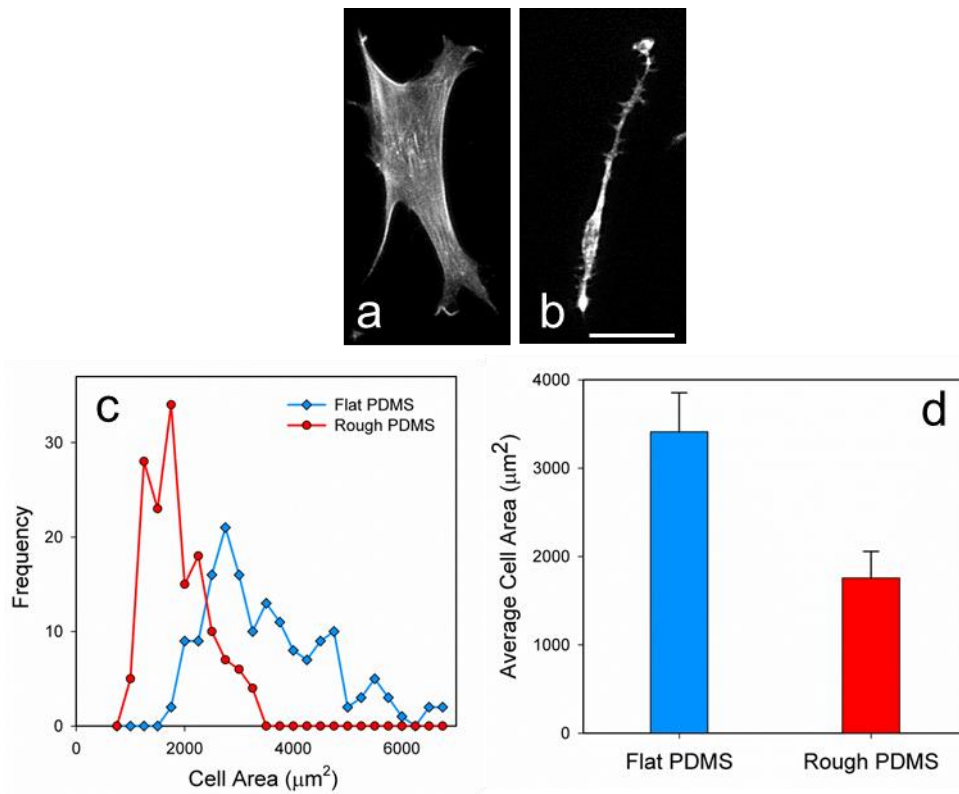 a
b
c
Flat PDMS
Rough PDMS
30
20
10
0
Frequency
0
2000
4000
6000
Cell Area (μm²)
d
4000
3000
2000
1000
0
Average Cell Area (μm²)
Flat PDMS
Rough PDMS